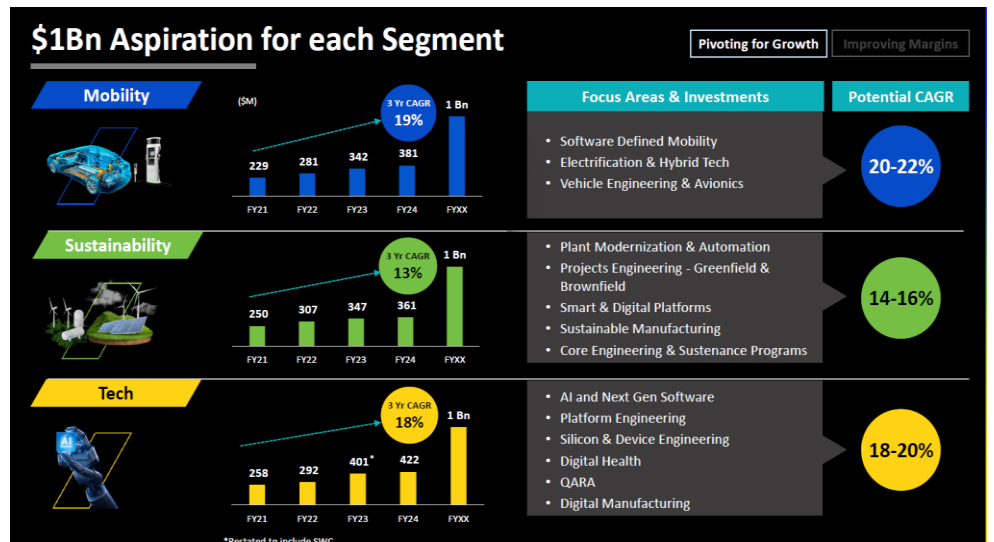 $1Bn Aspiration for each Segment
Pivoting for Growth
Improving Margins
Mobility
($M)
3 Yr CAGR
19%
1 Bn
229
281
342
381
FY21
FY22
FY23
FY24
FYXX
Focus Areas & Investments
Potential CAGR
• Software Defined Mobility
• Electrification & Hybrid Tech
• Vehicle Engineering & Avionics
20-22%
Sustainability
3 Yr CAGR
13%
1 Bn
250
307
347
361
FY21
FY22
FY23
FY24
FYXX
• Plant Modernization & Automation
• Projects Engineering - Greenfield &
Brownfield
• Smart & Digital Platforms
• Sustainable Manufacturing
• Core Engineering & Sustenance Programs
14-16%
Tech
AI
3 Yr CAGR
18%
1 Bn
258
292
401*
422
FY21
FY22
FY23
FY24
FYXX
• AI and Next Gen Software
• Platform Engineering
• Silicon & Device Engineering
• Digital Health
• QARA
• Digital Manufacturing
18-20%
*Restated to include SWC